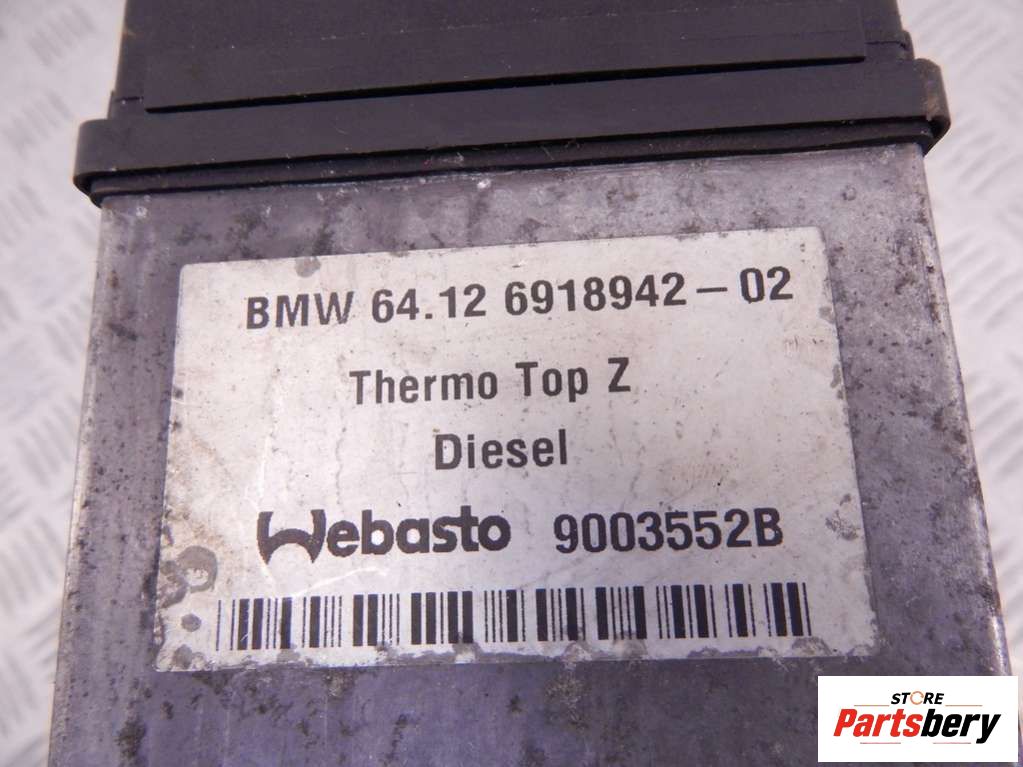 BMW 64.12 6918942-02
Thermo Top Z
Diesel
Webasto 9003552B
STORE
Partsbery